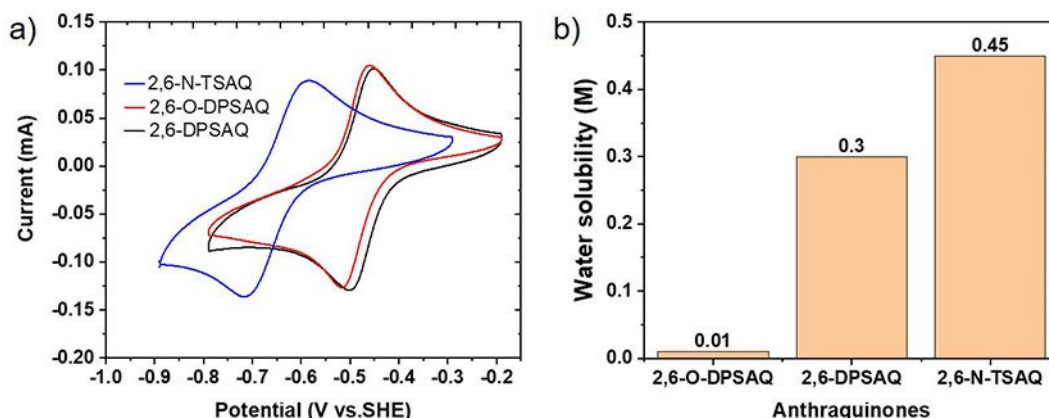 a)
0.15
0.10
0.05
0.00
-0.05
-0.10
-0.15
-0.20
Current (mA)
2,6-N-TSAQ
2,6-O-DPSAQ
2,6-DPSAQ
-1.0 -0.9 -0.8 -0.7 -0.6 -0.5 -0.4 -0.3 -0.2
Potential (V vs.SHE)
b)
0.5
0.4
0.3
0.2
0.1
0.0
Water solubility (M)
0.01
0.3
0.45
2,6-O-DPSAQ 2,6-DPSAQ 2,6-N-TSAQ
Anthraquinones